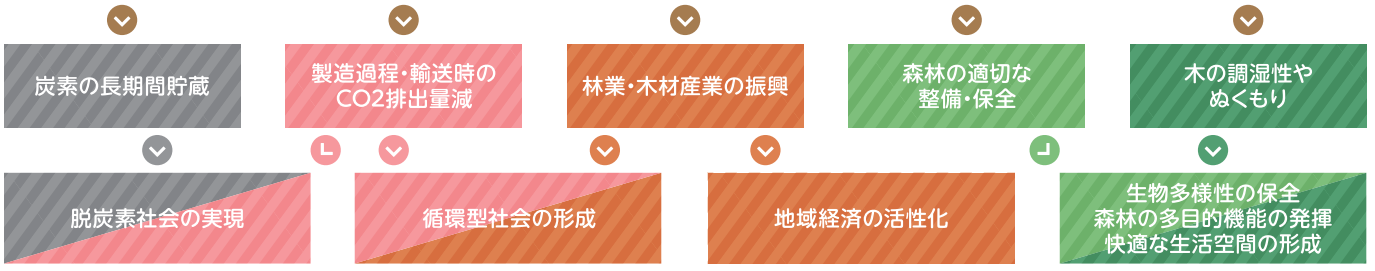 炭素の長期間貯蔵
製造過程・輸送時の
CO2排出量減
林業・木材産業の振興
森林の適切な
整備・保全
木の調湿性や
ぬくもり
脱炭素社会の実現
循環型社会の形成
地域経済の活性化
生物多様性の保全
森林の多目的機能の発揮
快適な生活空間の形成